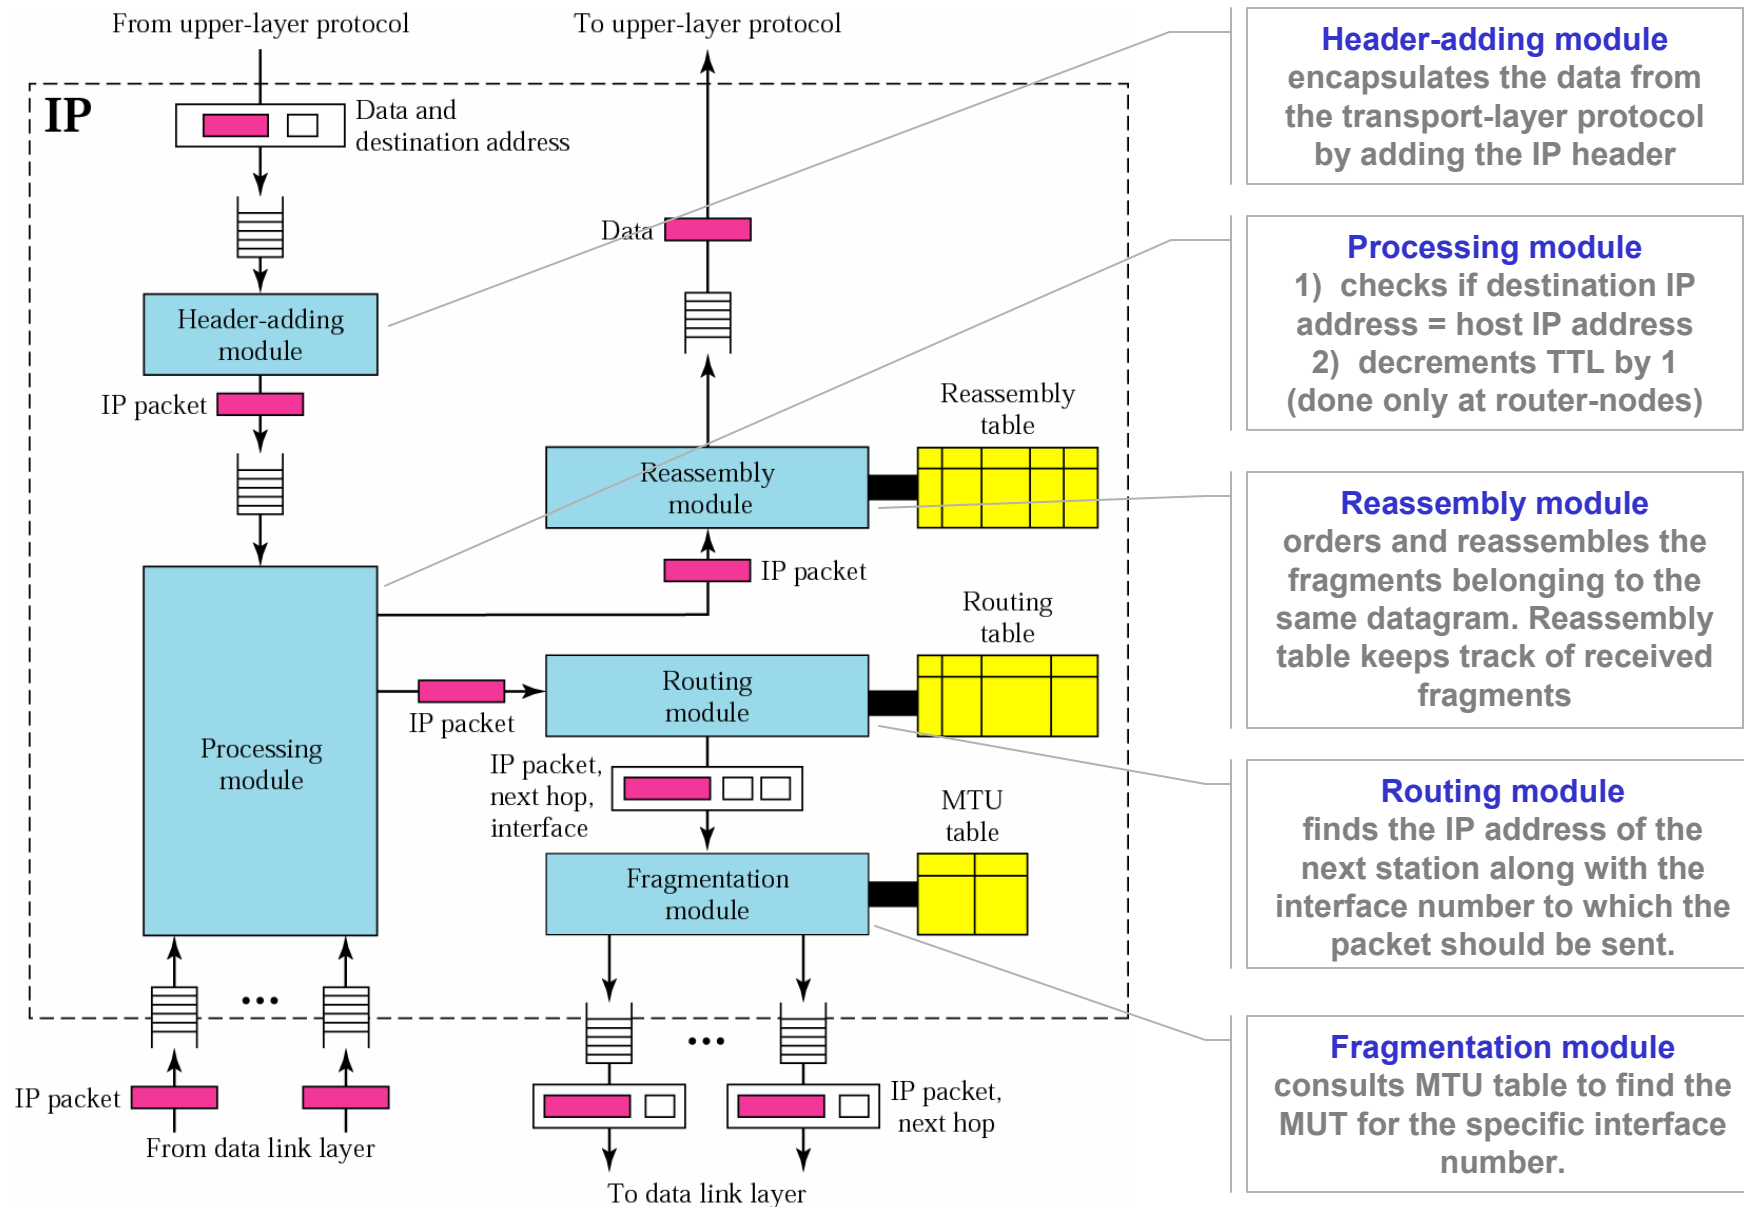 From upper-layer protocol
To upper-layer protocol
IP
Data and
destination address
Data
Header-adding
module
IP packet
Reassembly
table
Reassembly
module
IP packet
Routing
table
Routing
module
IP packet
Processing
module
IP packet,
next hop,
interface
MTU
table
Fragmentation
module
...
...
IP packet
IP packet,
next hop
From data link layer
To data link layer
Header-adding module
encapsulates the data from
the transport-layer protocol
by adding the IP header
Processing module
1) checks if destination IP
address = host IP address
2) decrements TTL by 1
(done only at router-nodes)
Reassembly module
orders and reassembles the
fragments belonging to the
same datagram. Reassembly
table keeps track of received
fragments
Routing module
finds the IP address of the
next station along with the
interface number to which the
packet should be sent.
Fragmentation module
consults MTU table to find the
MUT for the specific interface
number.